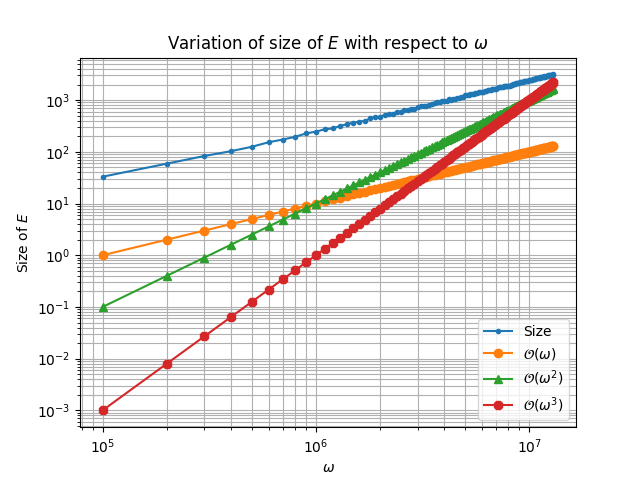 Variation of size of E with respect to ω
Size of E
10³
10²
10¹
10⁰
10⁻¹
10⁻²
10⁻³
10⁵
10⁶
10⁷
ω
Size
𝒪(ω)
𝒪(ω²)
𝒪(ω³)